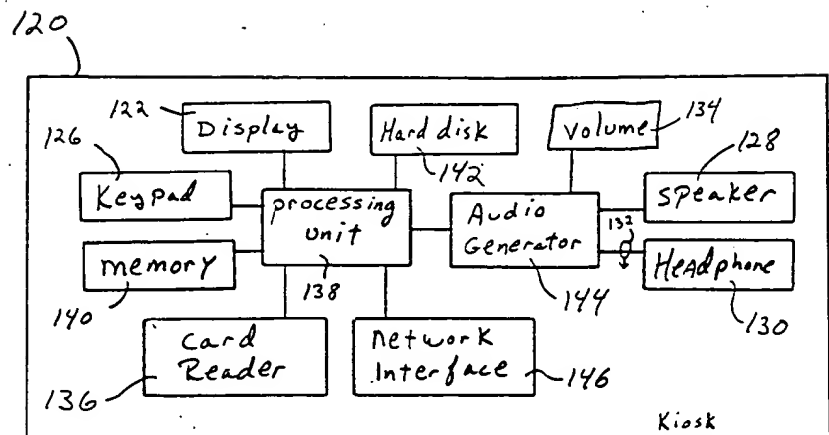 120
122
Display
Hard disk
142
Volume
134
126
Keypad
processing
unit
138
Audio
Generator
144
132
speaker
128
memory
140
Headphone
130
Card
Reader
136
network
Interface
146
Kiosk